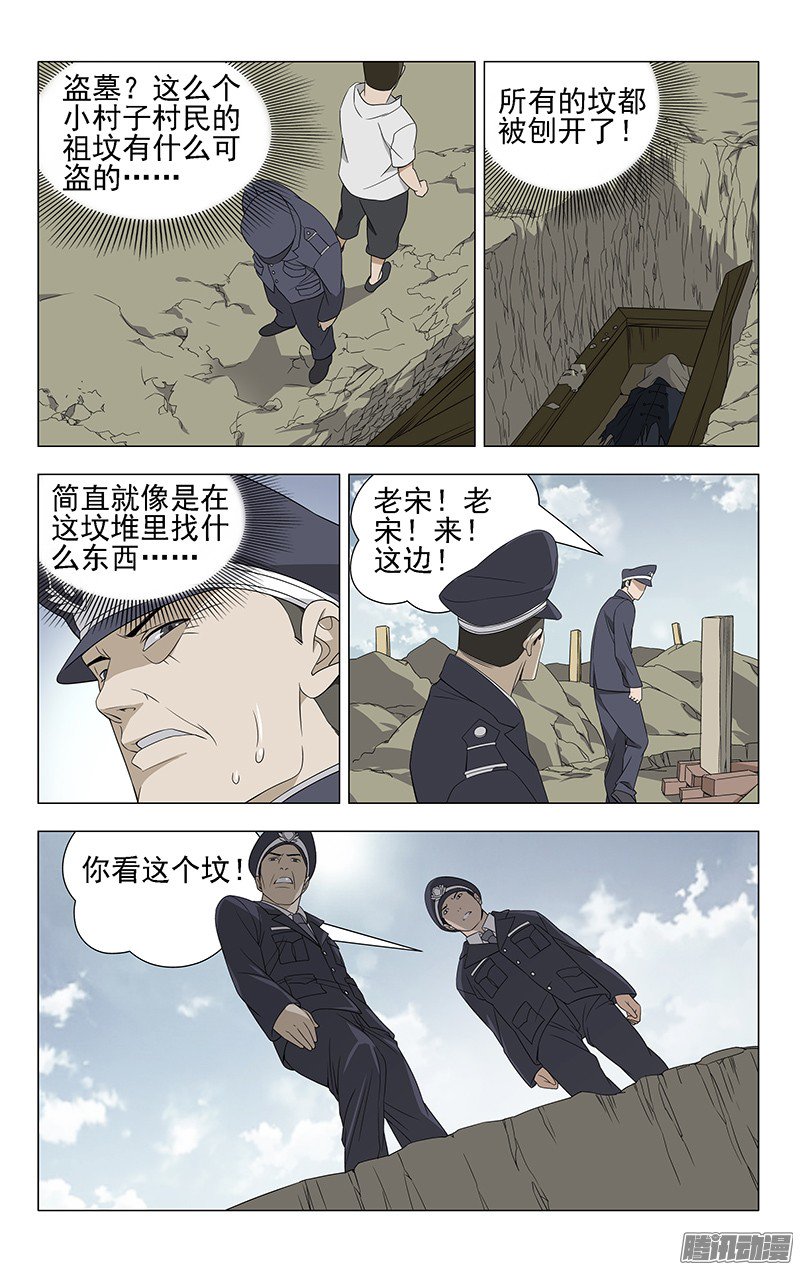 盗墓？这么个
小村子村民的
祖坟有什么可
盗的……
所有的坟都
被刨开了！
简直就像是在
这坟堆里找什
么东西……
老宋！老
宋！来！
这边！
你看这个坟！
腾讯动漫